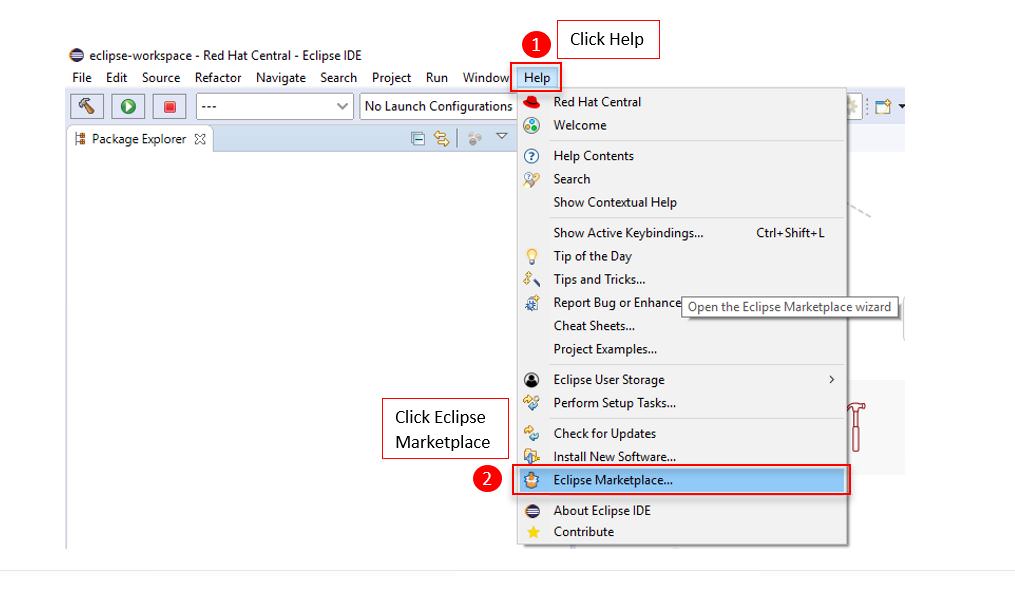 1 Click Help
eclipse-workspace - Red Hat Central - Eclipse IDE
File Edit Source Refactor Navigate Search Project Run Window Help
--- No Launch Configurations
Package Explorer
Red Hat Central
Welcome
Help Contents
Search
Show Contextual Help
Show Active Keybindings... Ctrl+Shift+L
Tip of the Day
Tips and Tricks...
Report Bug or Enhance
Open the Eclipse Marketplace wizard
Cheat Sheets...
Project Examples...
Eclipse User Storage
Perform Setup Tasks...
Click Eclipse
Marketplace
Check for Updates
Install New Software...
2 Eclipse Marketplace...
About Eclipse IDE
Contribute